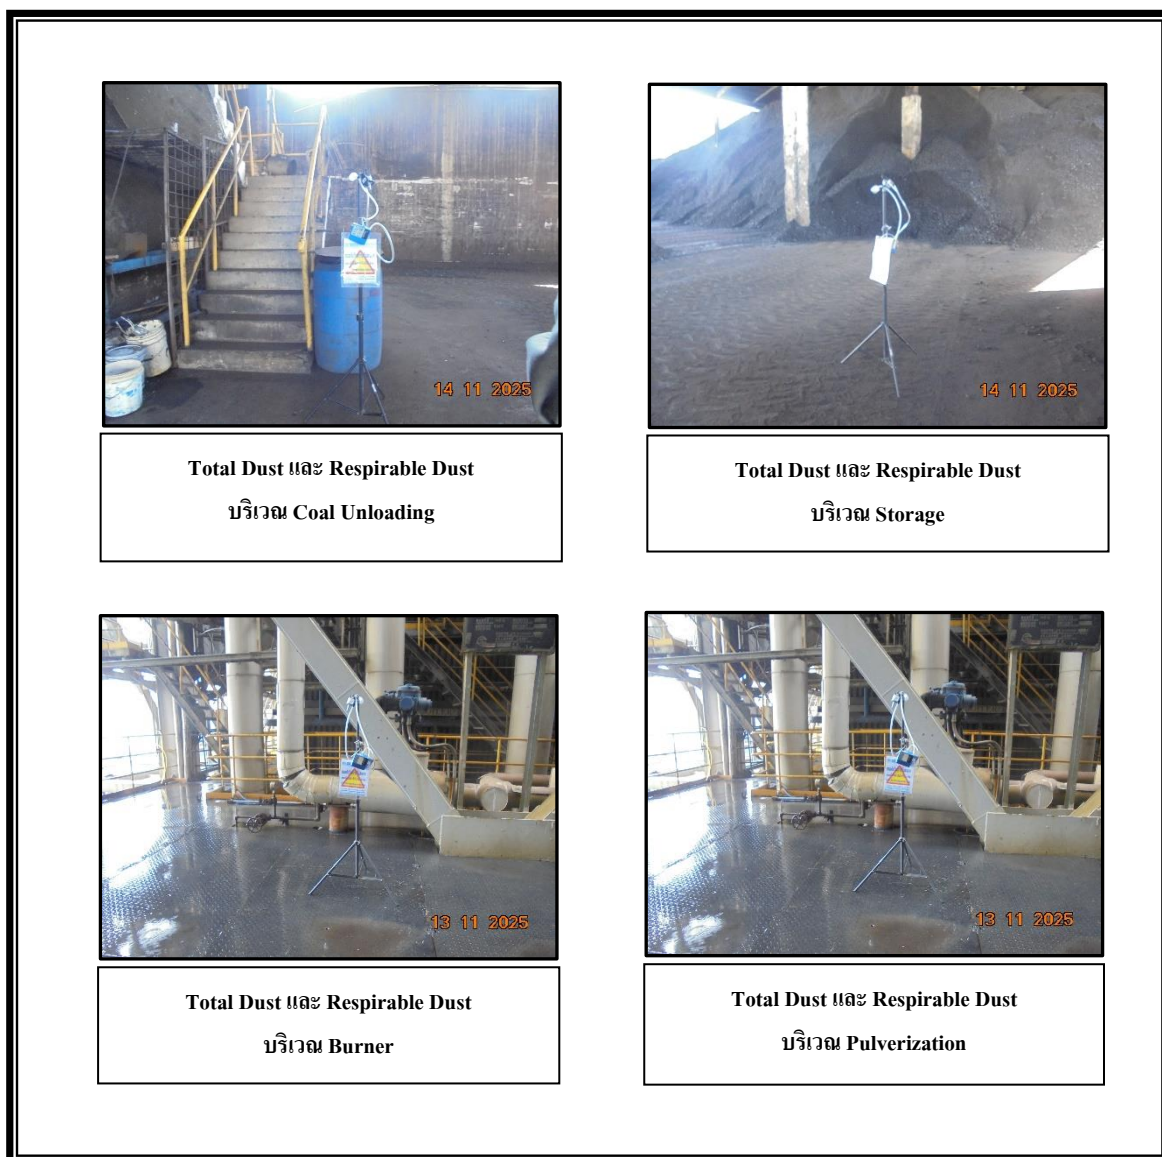 14 11 2025
14 11 2025
Total Dust และ Respirable Dust
บริเวณ Coal Unloading
Total Dust และ Respirable Dust
บริเวณ Storage
13 11 2025
13 11 2025
Total Dust และ Respirable Dust
บริเวณ Burner
Total Dust และ Respirable Dust
บริเวณ Pulverization